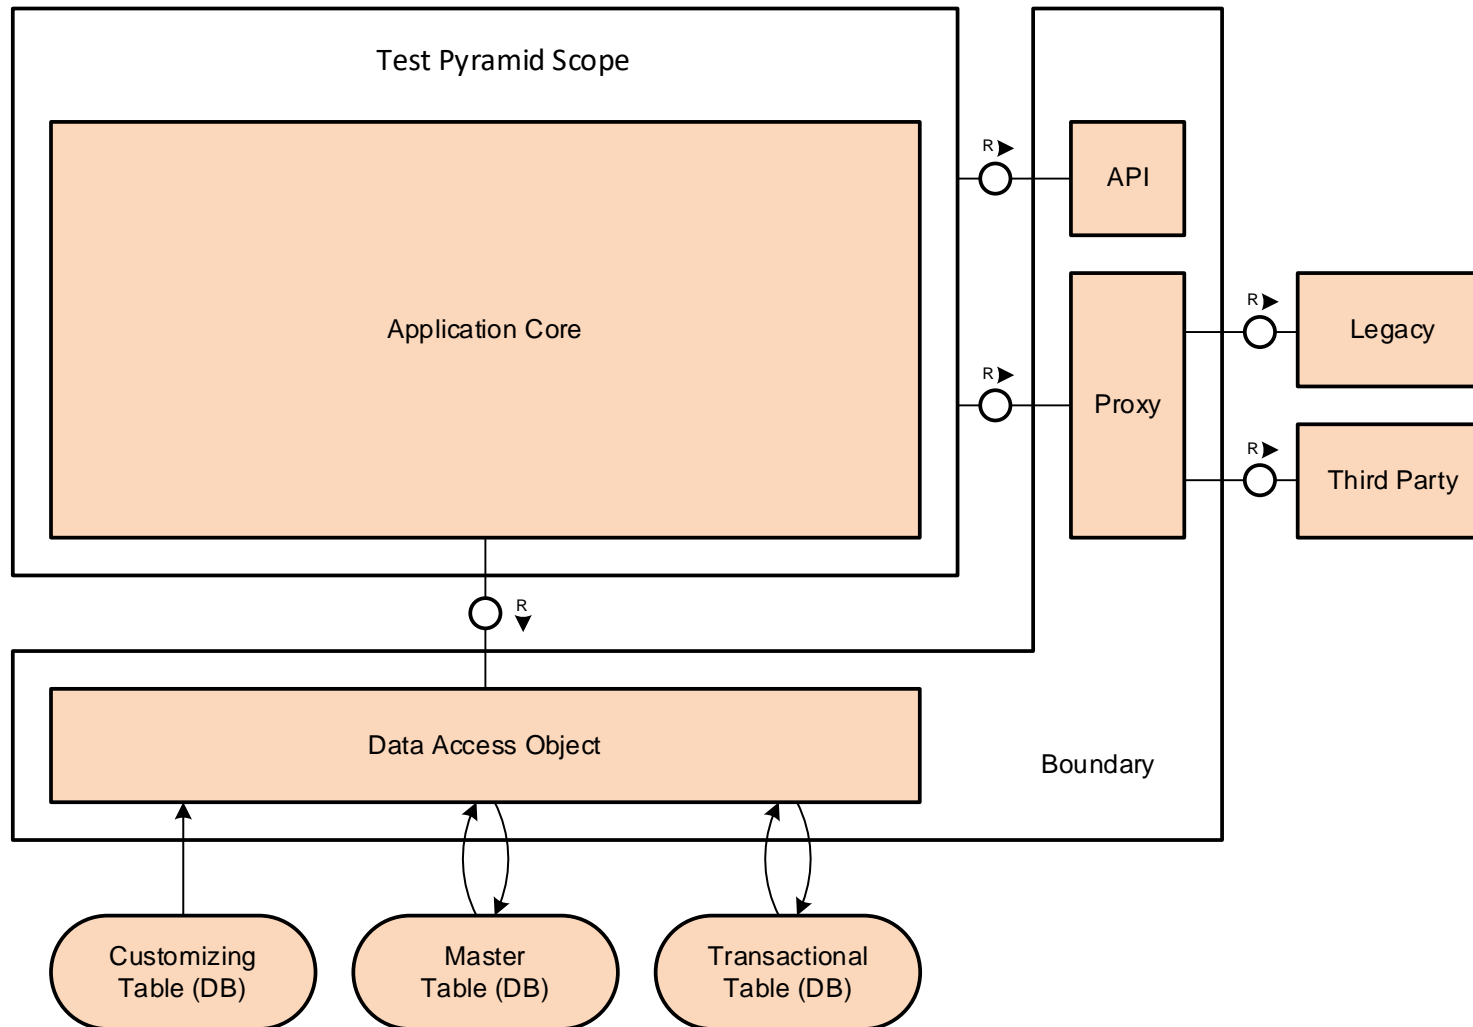 Test Pyramid Scope
R
API
Application Core
R
Legacy
R
Proxy
R
Third Party
R
Data Access Object
Boundary
Customizing
Table (DB)
Master
Table (DB)
Transactional
Table (DB)